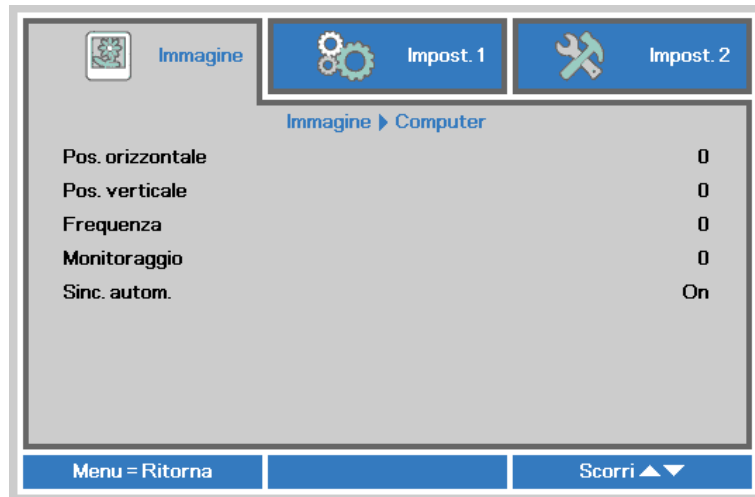 Immagine
Impost. 1
Impost. 2
Immagine ▶ Computer
Pos. orizzontale 0
Pos. verticale 0
Frequenza 0
Monitoraggio 0
Sinc. autom. On
Menu = Ritorna
Scorri ▲▼